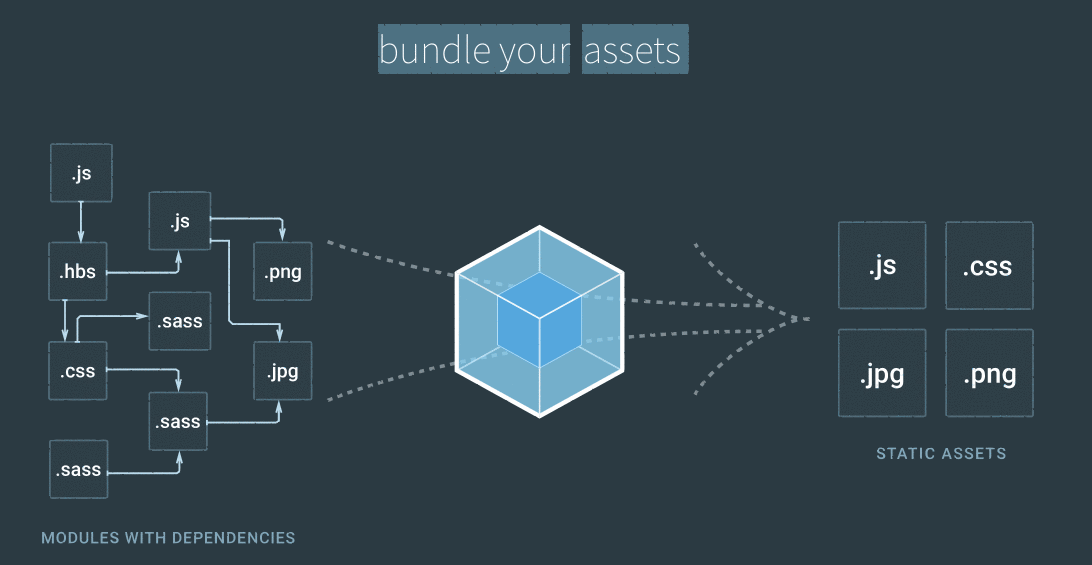 bundle your assets
.js
.js
.hbs
.png
.sass
.css
.jpg
.sass
.sass
MODULES WITH DEPENDENCIES
.js
.css
.jpg
.png
STATIC ASSETS